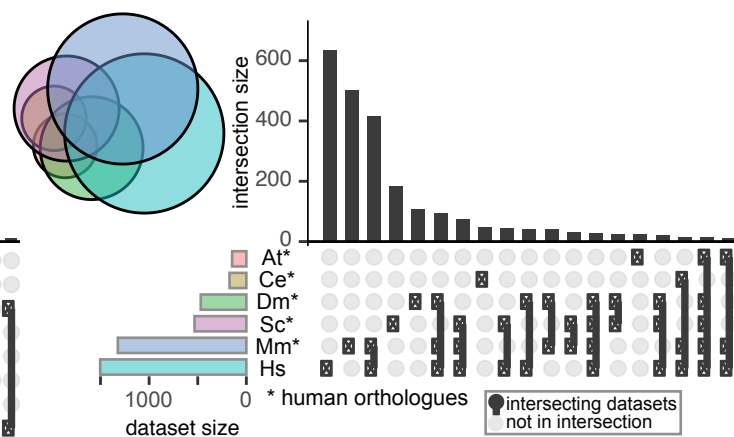 intersection size
600
400
200
0
At*
Ce*
Dm*
Sc*
Mm*
Hs
1000
0
dataset size
* human orthologues
intersecting datasets
not in intersection